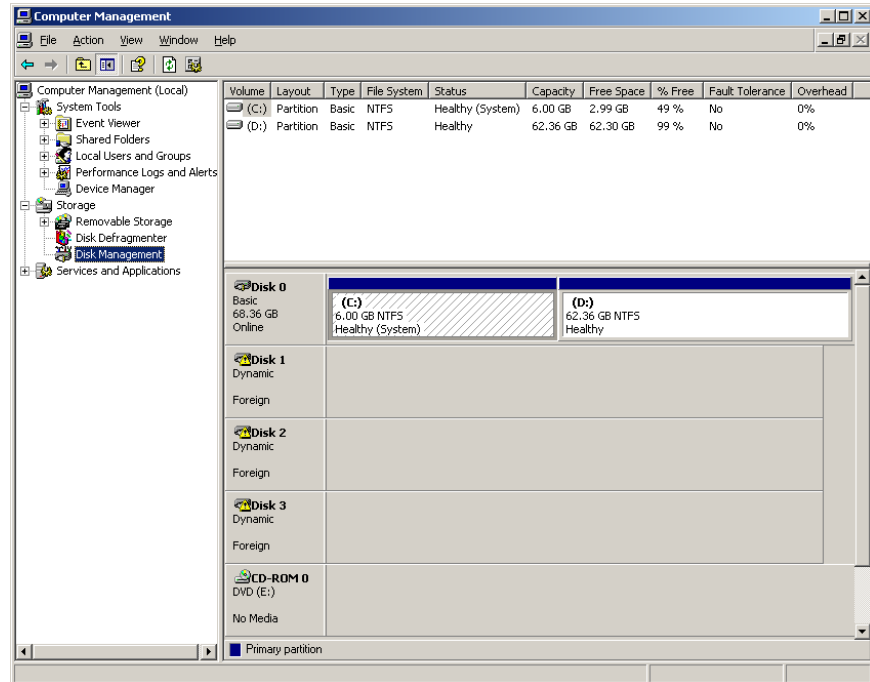 Computer Management
File Action View Window Help
Computer Management (Local)
System Tools
Event Viewer
Shared Folders
Local Users and Groups
Performance Logs and Alerts
Device Manager
Storage
Removable Storage
Disk Defragmenter
Disk Management
Services and Applications
Volume Layout Type File System Status Capacity Free Space % Free Fault Tolerance Overhead
(C:) Partition Basic NTFS Healthy (System) 6.00 GB 2.99 GB 49 % No 0%
(D:) Partition Basic NTFS Healthy 62.36 GB 62.30 GB 99 % No 0%
Disk 0
Basic
68.36 GB
Online
(C:)
6.00 GB NTFS
Healthy (System)
(D:)
62.36 GB NTFS
Healthy
Disk 1
Dynamic
Foreign
Disk 2
Dynamic
Foreign
Disk 3
Dynamic
Foreign
CD-ROM 0
DVD (E:)
No Media
Primary partition